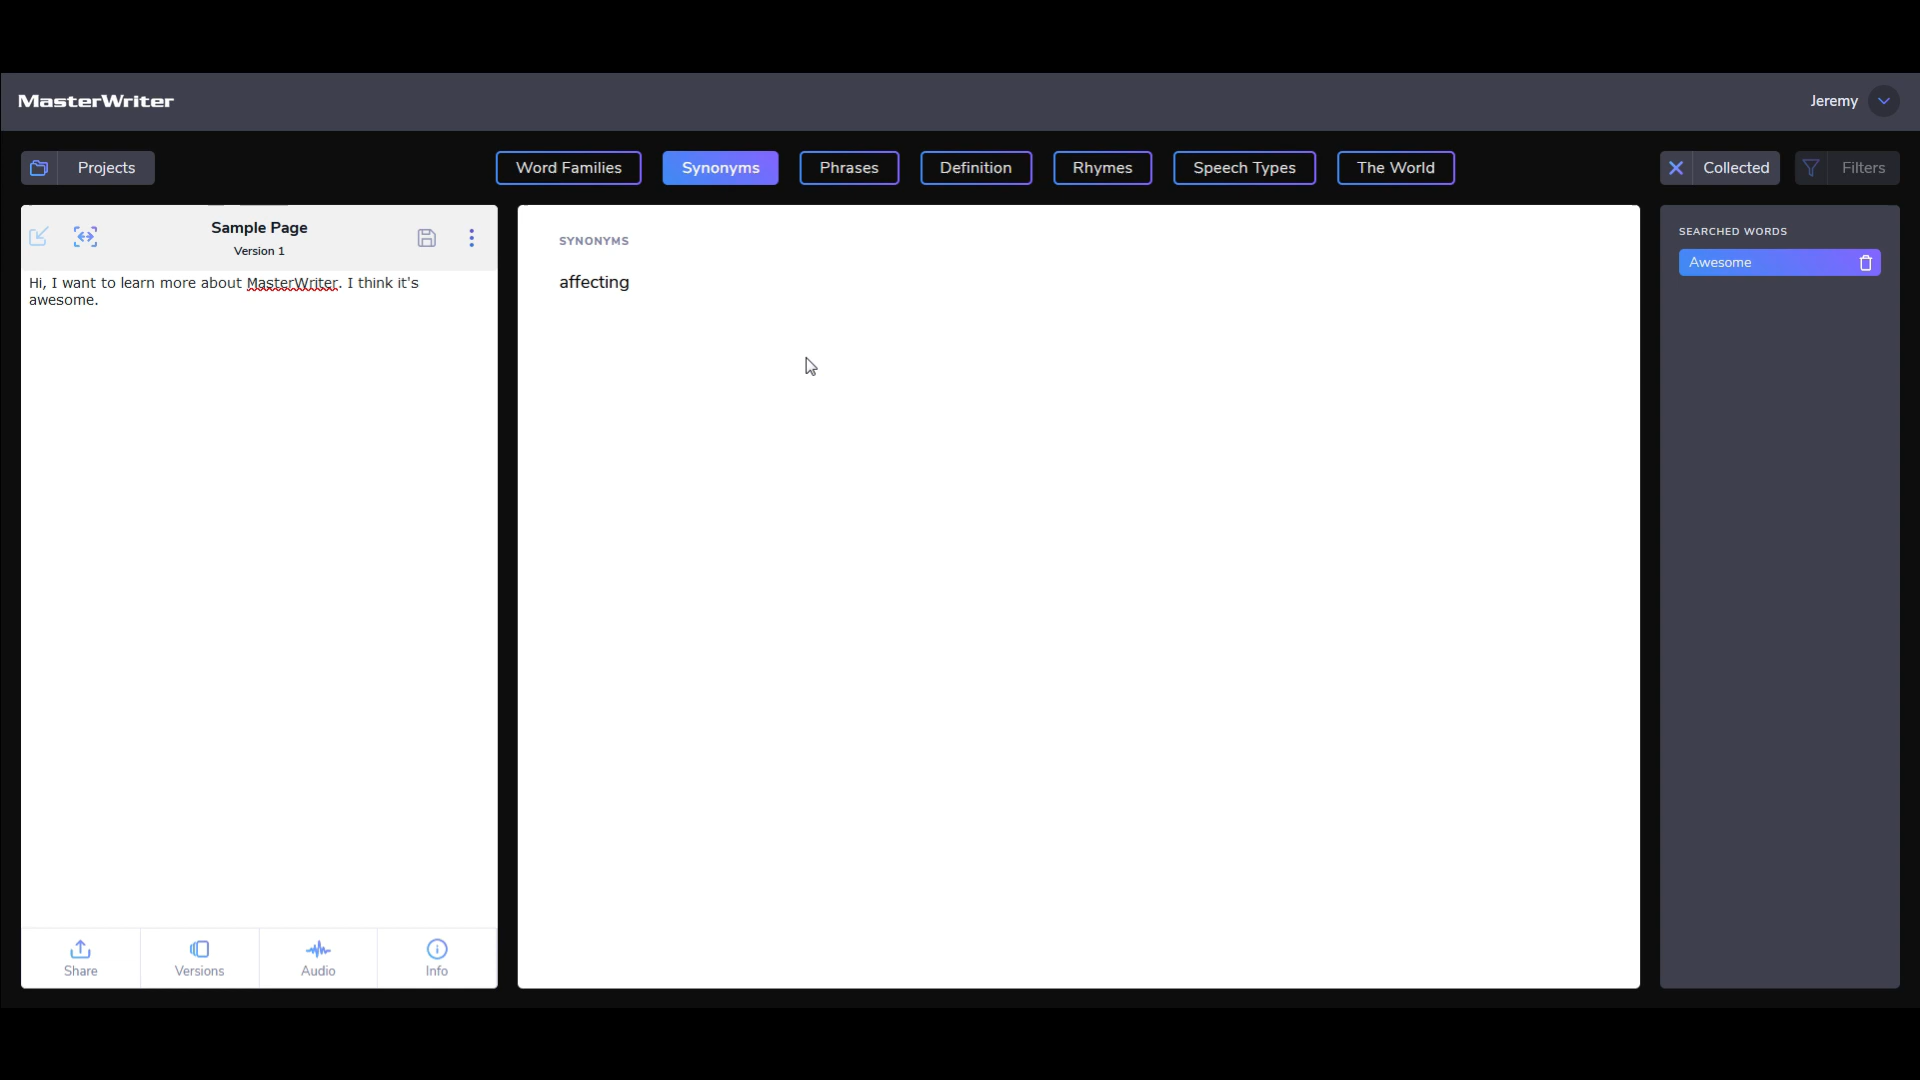 MasterWriter
Jeremy
Projects
Word Families
Synonyms
Phrases
Definition
Rhymes
Speech Types
The World
Collected
Filters
Sample Page
Version 1
Hi, I want to learn more about MasterWriter. I think it's
awesome.
SYNONYMS
affecting
SEARCHED WORDS
Awesome
Share
Versions
Audio
Info